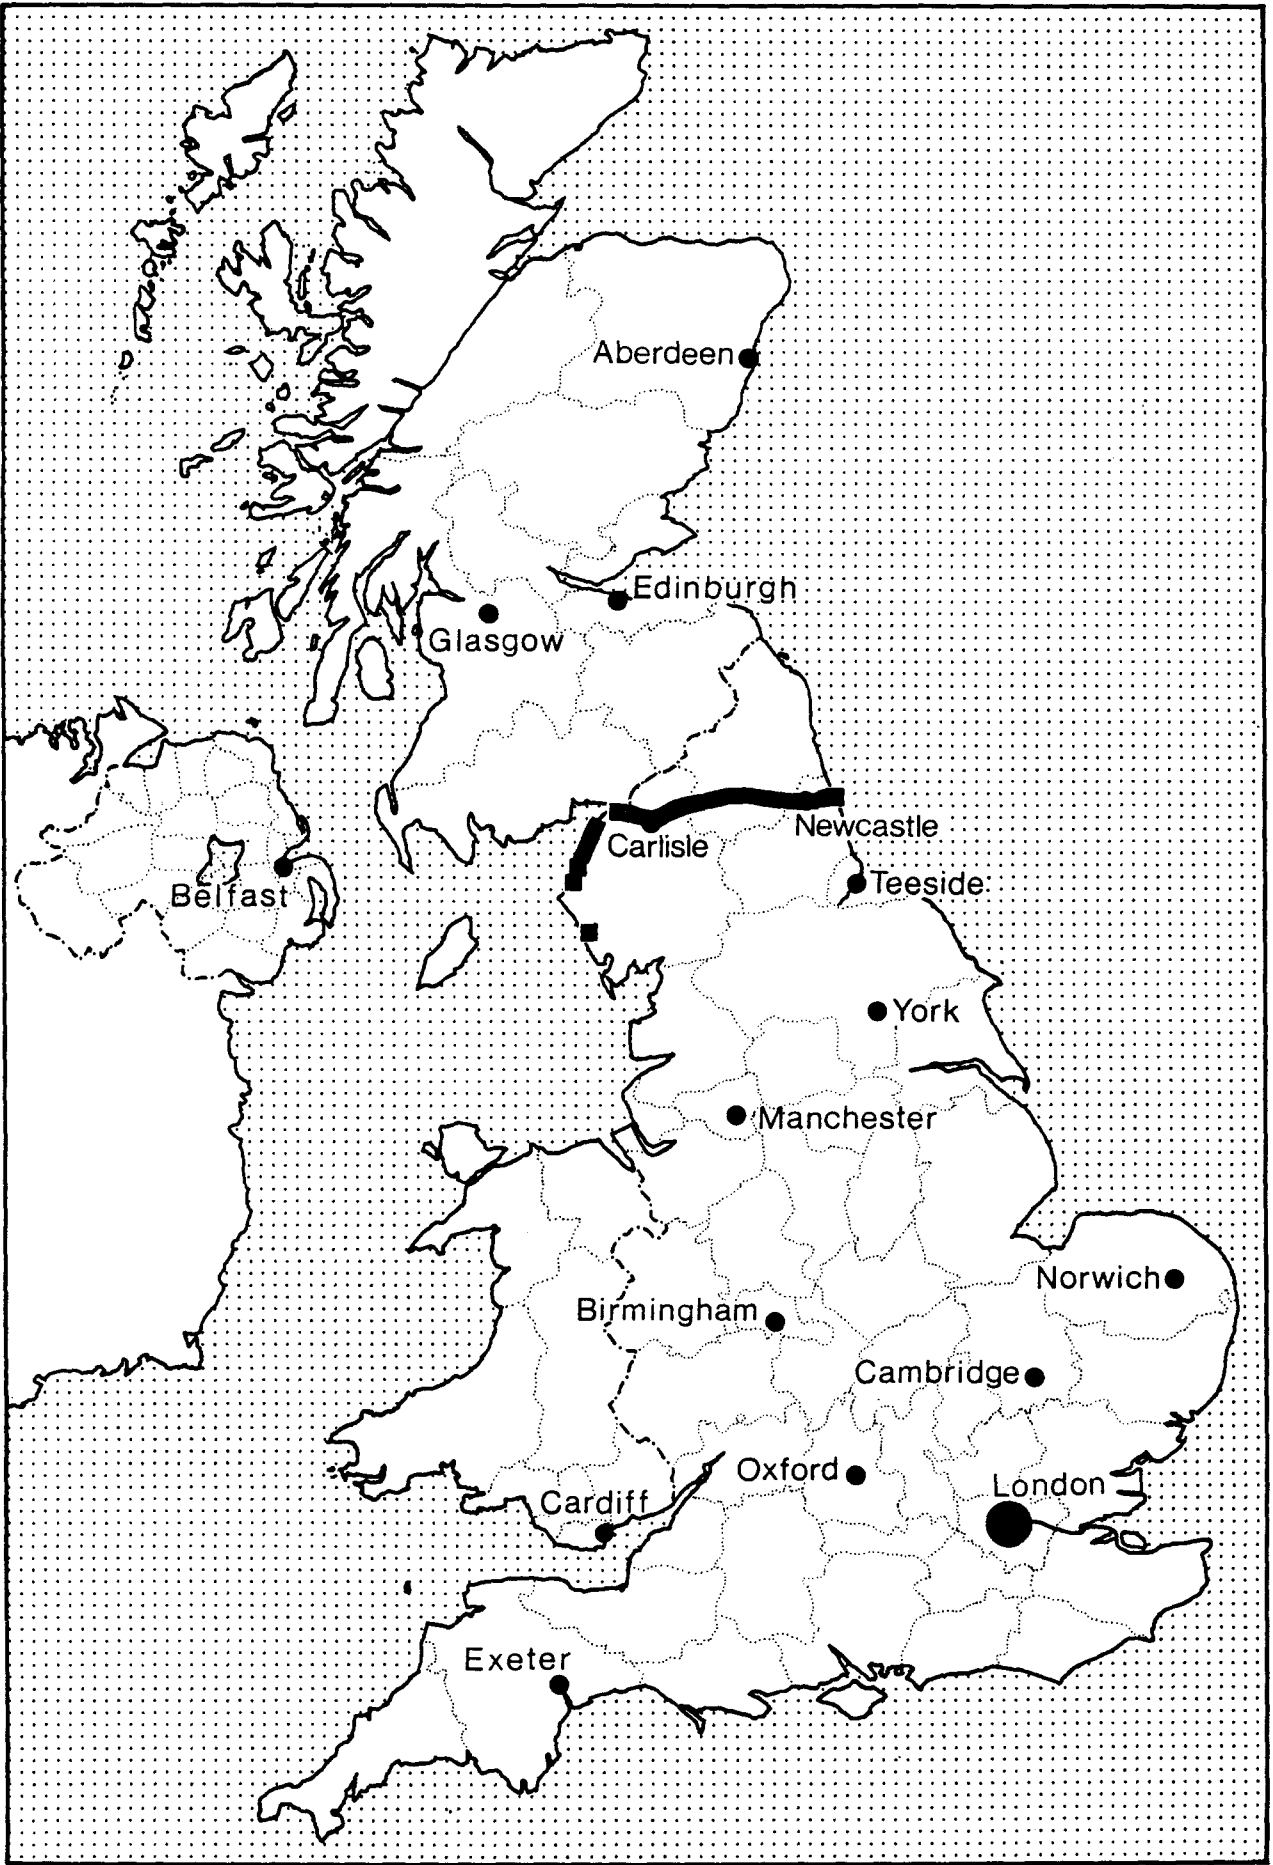 Aberdeen
Edinburgh
Glasgow
Newcastle
Carlisle
Teeside
Belfast
York
Manchester
Norwich
Birmingham
Cambridge
Oxford
London
Cardiff
Exeter